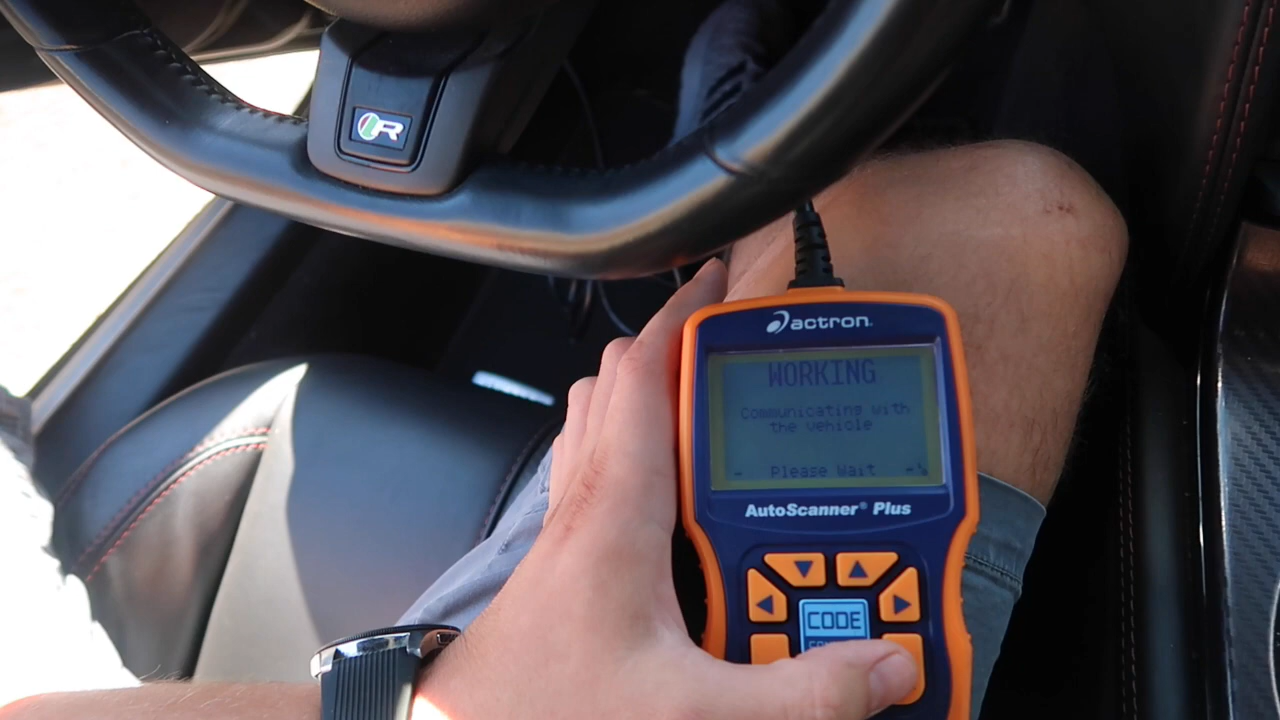 R
actron
WORKING
Communicating with
the vehicle
Please Wait
AutoScanner® Plus
CODE